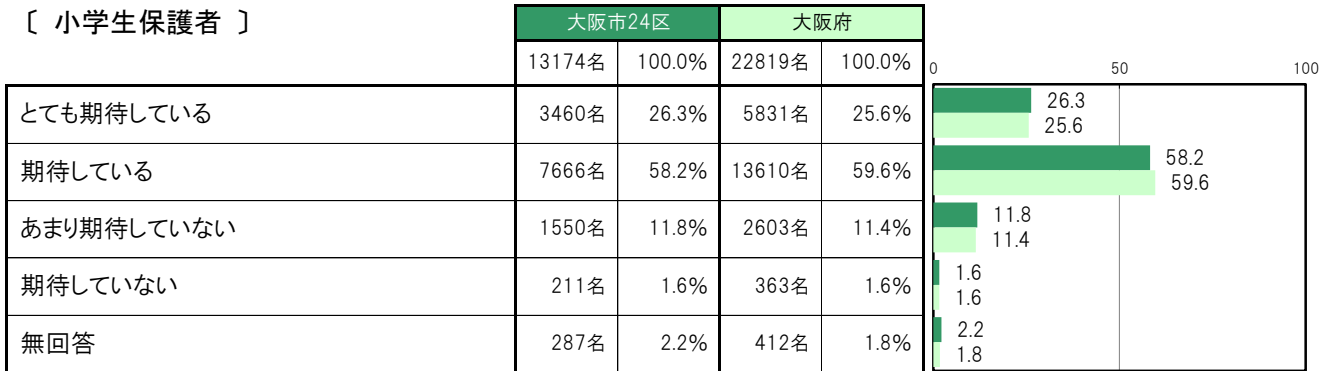 〔 小学生保護者 〕
大阪市24区 大阪府
13174名 100.0% 22819名 100.0%
0 50 100
とても期待している 3460名 26.3% 5831名 25.6%
26.3
25.6
期待している 7666名 58.2% 13610名 59.6%
58.2
59.6
あまり期待していない 1550名 11.8% 2603名 11.4%
11.8
11.4
期待していない 211名 1.6% 363名 1.6%
1.6
1.6
無回答 287名 2.2% 412名 1.8%
2.2
1.8